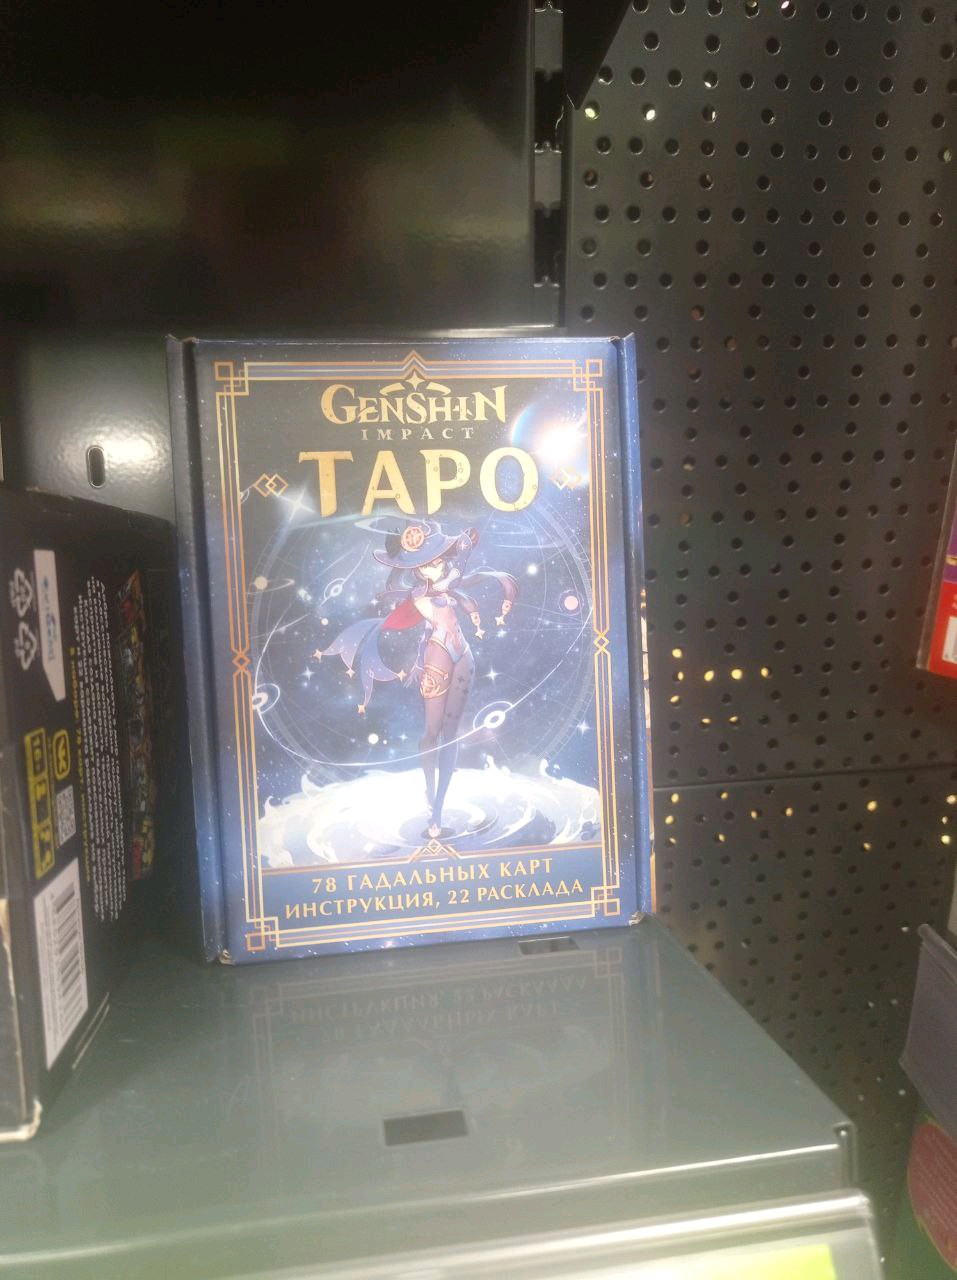 GENSHIN
IMPACT
ТАРО
78 ГАДАЛЬНЫХ КАРТ
ИНСТРУКЦИЯ, 22 РАСКЛАДА